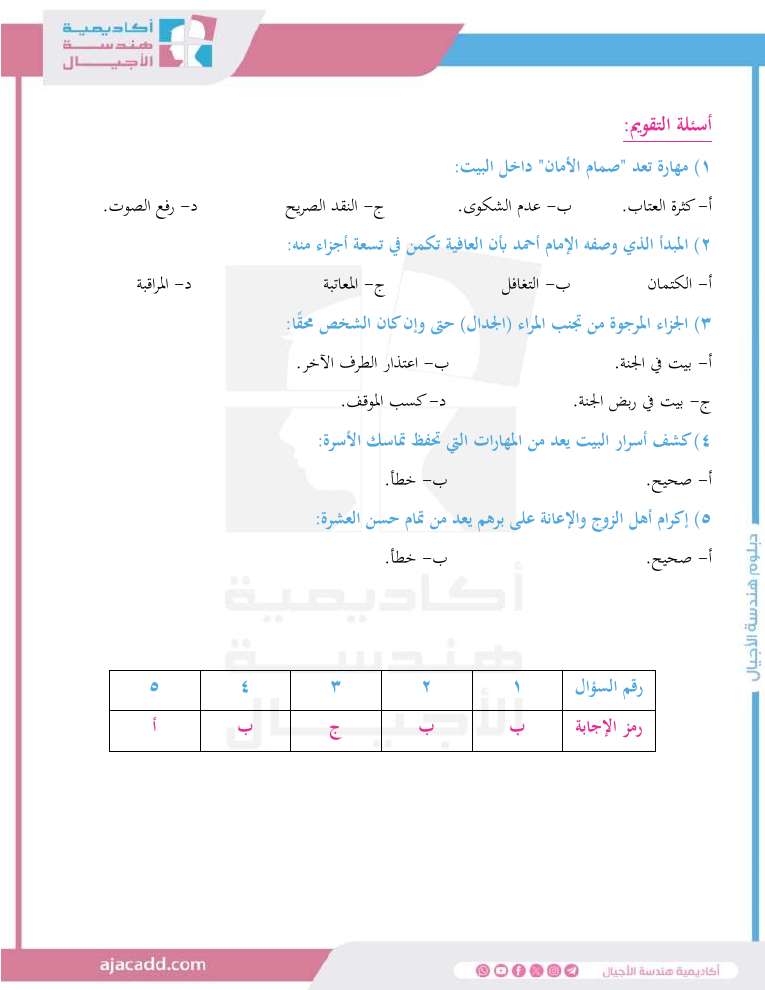 أكاديمية
هندسة
الأجيال
أسئلة التقويم:
١) مهارة تعد "صمام الأمان" داخل البيت:
أ- كثرة العتاب. ب- عدم الشكوى. ج- النقد الصريح د- رفع الصوت.
٢) المبدأ الذي وصفه الإمام أحمد بأن العافية تكمن في تسعة أجزاء منه:
أ- الكتمان ب- التغافل ج- المعاتبة د- المراقبة
٣) الجزاء المرجوة من تجنب المراء (الجدال) حتى وإن كان الشخص محقًا:
أ- بيت في الجنة. ب- اعتذار الطرف الآخر.
ج- بيت في ربض الجنة. د- كسب الموقف.
٤) كشف أسرار البيت يعد من المهارات التي تحفظ تماسك الأسرة:
أ- صحيح. ب- خطأ.
٥) إكرام أهل الزوج والإعانة على برهم يعد من تمام حسن العشرة:
أ- صحيح. ب- خطأ.
دبلوم/ هندسة الأجيال
أكاديمية
هندسة
الأجيال
رقم السؤال ١ ٢ ٣ ٤ ٥
رمز الإجابة ب ب ج ب أ
أكاديمية هندسة الأجيال
ajacadd.com